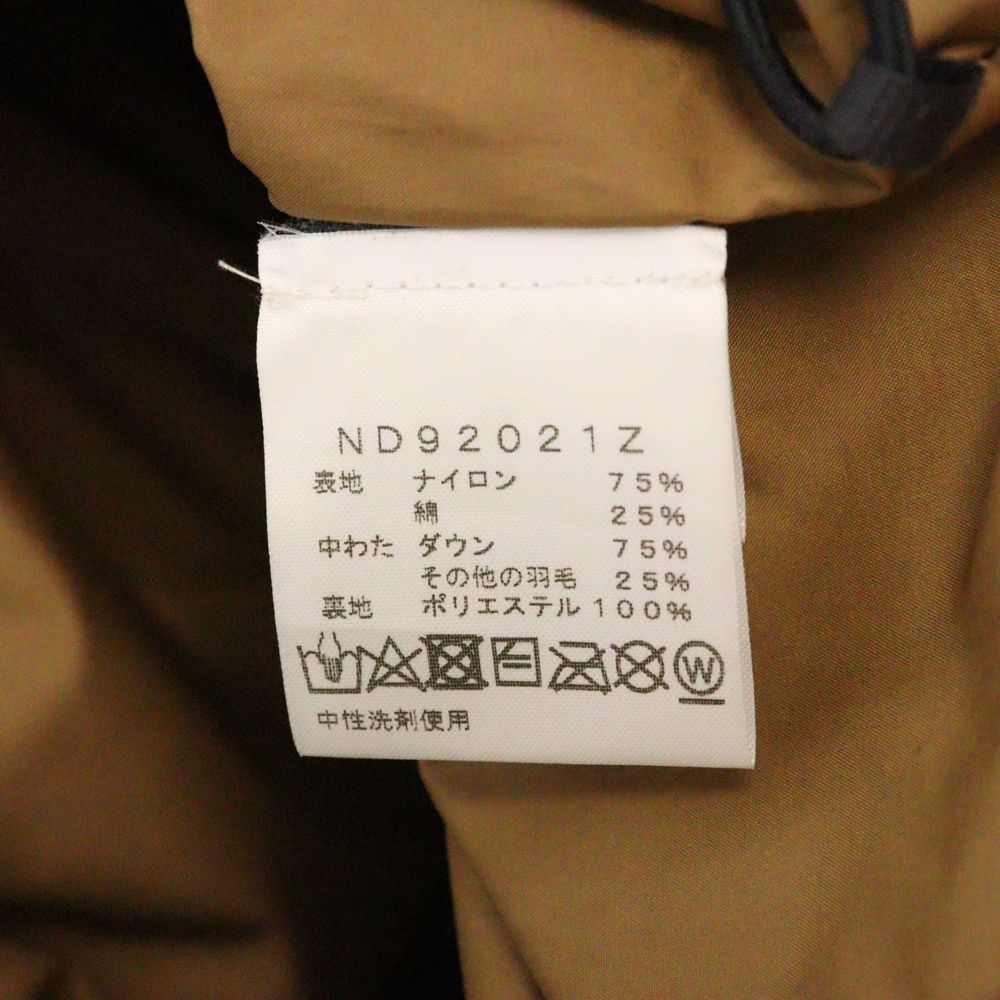 ND92021Z
表地 ナイロン 75%
綿 25%
中わた ダウン 75%
その他の羽毛 25%
裏地 ポリエステル 100%
W
中性洗剤使用